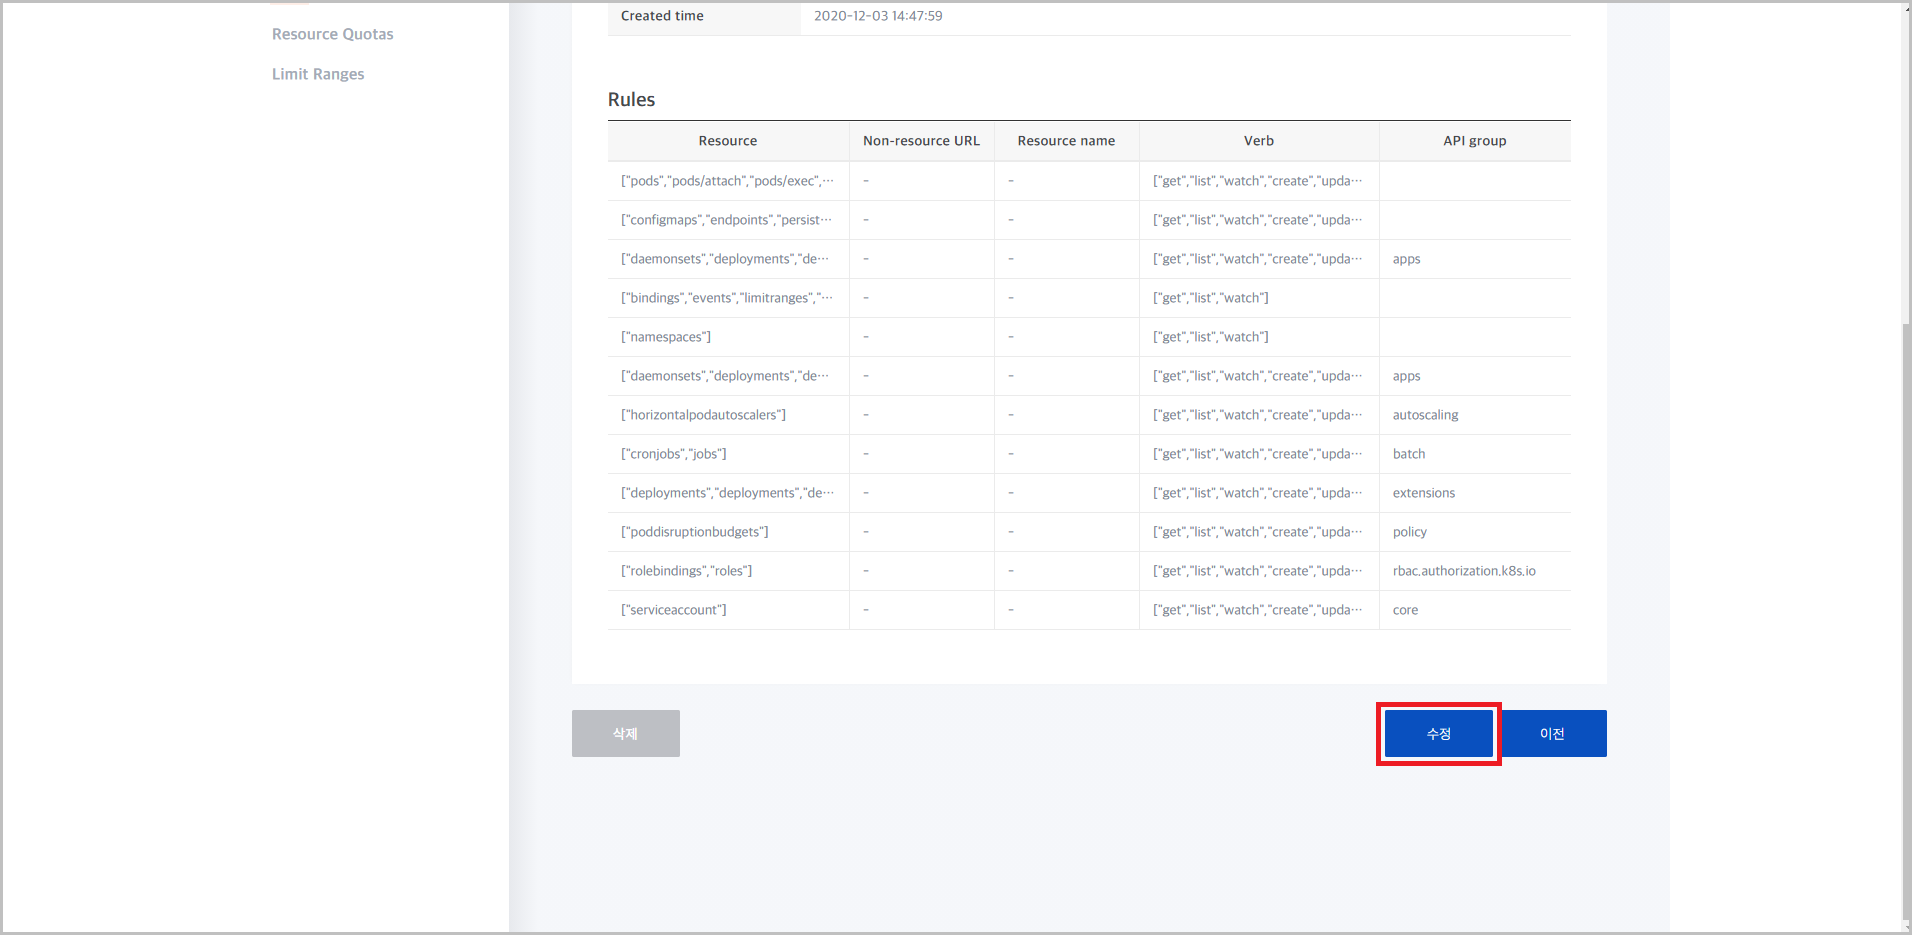 Resource Quotas
Limit Ranges
Created time 2020-12-03 14:47:59
Rules
Resource Non-resource URL Resource name Verb API group
["pods","pods/attach","pods/exec",··· - - ["get","list","watch","create","upda···
["configmaps","endpoints","persist··· - - ["get","list","watch","create","upda···
["daemonsets","deployments","de··· - - ["get","list","watch","create","upda··· apps
["bindings","events","limitranges","··· - - ["get","list","watch"]
["namespaces"] - - ["get","list","watch"]
["daemonsets","deployments","de··· - - ["get","list","watch","create","upda··· apps
["horizontalpodautoscalers"] - - ["get","list","watch","create","upda··· autoscaling
["cronjobs","jobs"] - - ["get","list","watch","create","upda··· batch
["deployments","deployments","de··· - - ["get","list","watch","create","upda··· extensions
["poddisruptionbudgets"] - - ["get","list","watch","create","upda··· policy
["rolebindings","roles"] - - ["get","list","watch","create","upda··· rbac.authorization.k8s.io
["serviceaccount"] - - ["get","list","watch","create","upda··· core
삭제 수정 이전